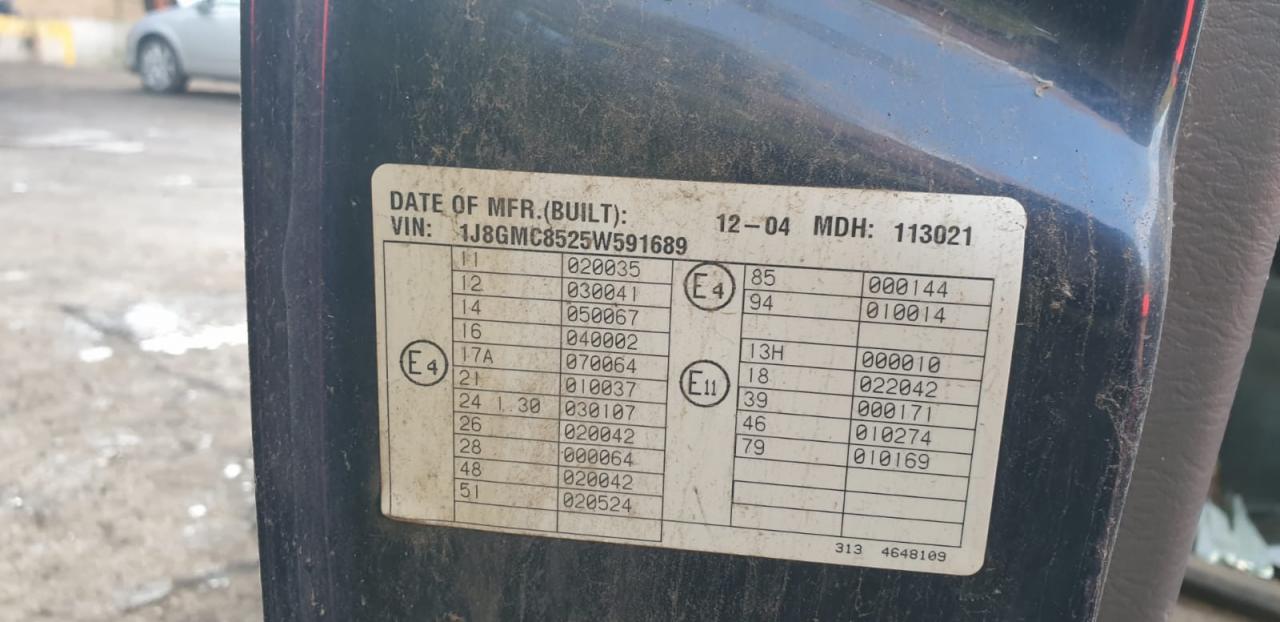 DATE OF MFR.(BUILT): 12-04 MDH: 113021
VIN: 1J8GMC8525W591689
E4
11 020035
12 030041
14 050067
16 040002
17A 070064
21 010037
24 1.30 030107
26 020042
28 000064
48 020042
51 020524
E4
85 000144
94 010014
E11
13H 000010
18 022042
39 000171
46 010274
79 010169
313 4648109